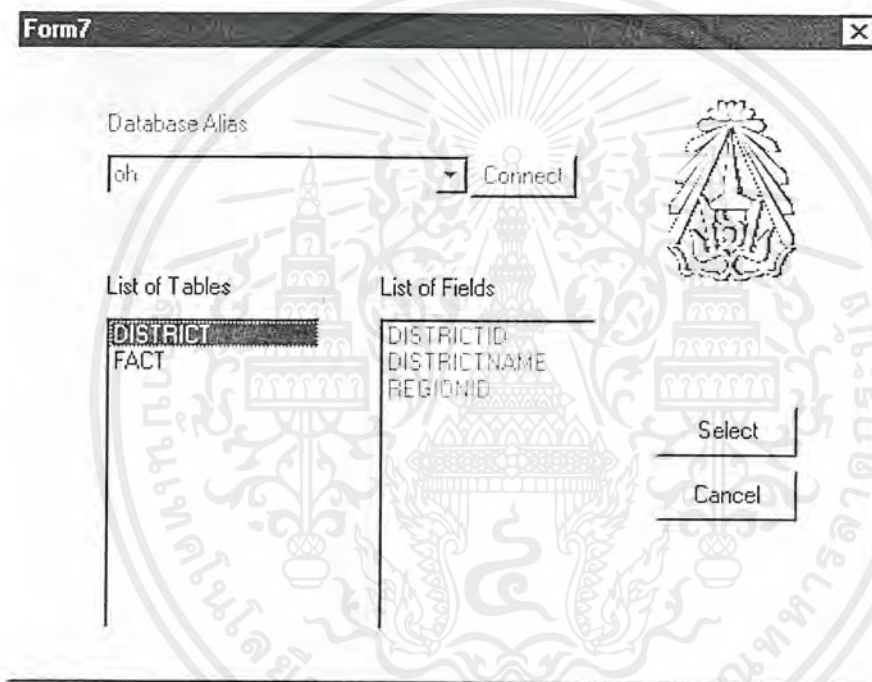 Form7
Database Alias
oh
Connect
List of Tables
List of Fields
DISTRICT
FACT
DISTRICTID
DISTRICTNAME
REGIONID
Select
Cancel